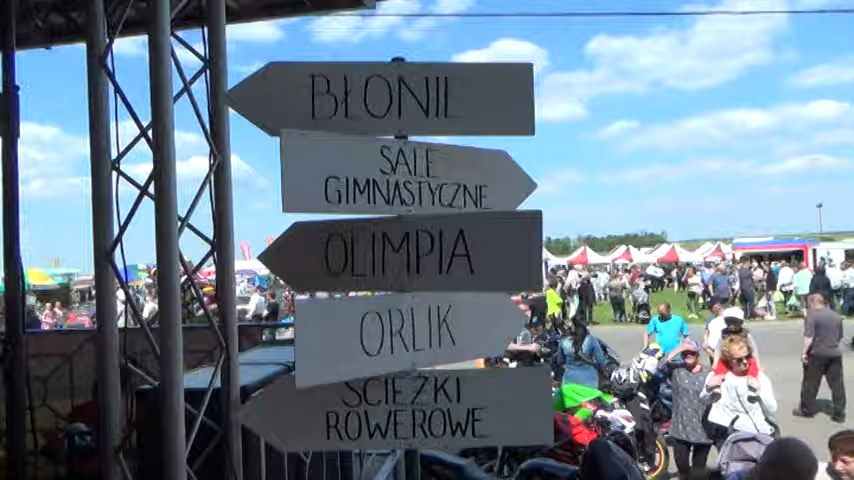 BŁONIE
SALE
GIMNASTYCZNE
OLIMPIA
ORLIK
ŚCIEŻKI
ROWEROWE